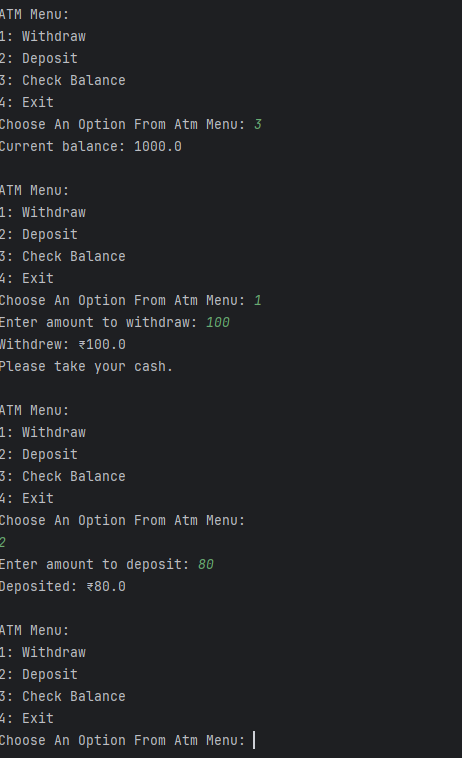 ATM Menu:
1: Withdraw
2: Deposit
3: Check Balance
4: Exit
Choose An Option From Atm Menu: 3
Current balance: 1000.0
ATM Menu:
1: Withdraw
2: Deposit
3: Check Balance
4: Exit
Choose An Option From Atm Menu: 1
Enter amount to withdraw: 100
Withdrew: ₹100.0
Please take your cash.
ATM Menu:
1: Withdraw
2: Deposit
3: Check Balance
4: Exit
Choose An Option From Atm Menu:
2
Enter amount to deposit: 80
Deposited: ₹80.0
ATM Menu:
1: Withdraw
2: Deposit
3: Check Balance
4: Exit
Choose An Option From Atm Menu: